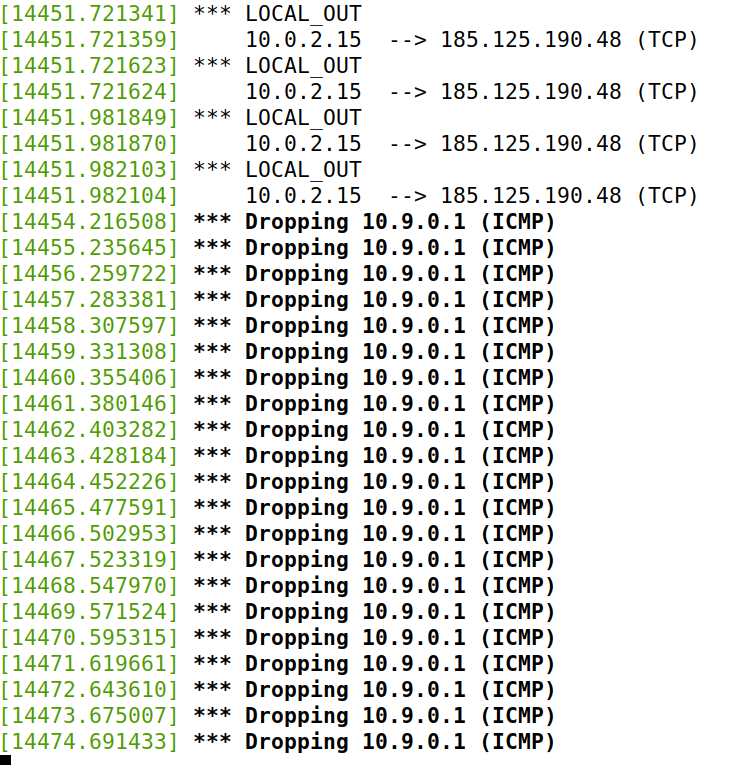 [14451.721341] *** LOCAL_OUT
[14451.721359]     10.0.2.15  --> 185.125.190.48 (TCP)
[14451.721623] *** LOCAL_OUT
[14451.721624]     10.0.2.15  --> 185.125.190.48 (TCP)
[14451.981849] *** LOCAL_OUT
[14451.981870]     10.0.2.15  --> 185.125.190.48 (TCP)
[14451.982103] *** LOCAL_OUT
[14451.982104]     10.0.2.15  --> 185.125.190.48 (TCP)
[14454.216508] *** Dropping 10.9.0.1 (ICMP)
[14455.235645] *** Dropping 10.9.0.1 (ICMP)
[14456.259722] *** Dropping 10.9.0.1 (ICMP)
[14457.283381] *** Dropping 10.9.0.1 (ICMP)
[14458.307597] *** Dropping 10.9.0.1 (ICMP)
[14459.331308] *** Dropping 10.9.0.1 (ICMP)
[14460.355406] *** Dropping 10.9.0.1 (ICMP)
[14461.380146] *** Dropping 10.9.0.1 (ICMP)
[14462.403282] *** Dropping 10.9.0.1 (ICMP)
[14463.428184] *** Dropping 10.9.0.1 (ICMP)
[14464.452226] *** Dropping 10.9.0.1 (ICMP)
[14465.477591] *** Dropping 10.9.0.1 (ICMP)
[14466.502953] *** Dropping 10.9.0.1 (ICMP)
[14467.523319] *** Dropping 10.9.0.1 (ICMP)
[14468.547970] *** Dropping 10.9.0.1 (ICMP)
[14469.571524] *** Dropping 10.9.0.1 (ICMP)
[14470.595315] *** Dropping 10.9.0.1 (ICMP)
[14471.619661] *** Dropping 10.9.0.1 (ICMP)
[14472.643610] *** Dropping 10.9.0.1 (ICMP)
[14473.675007] *** Dropping 10.9.0.1 (ICMP)
[14474.691433] *** Dropping 10.9.0.1 (ICMP)